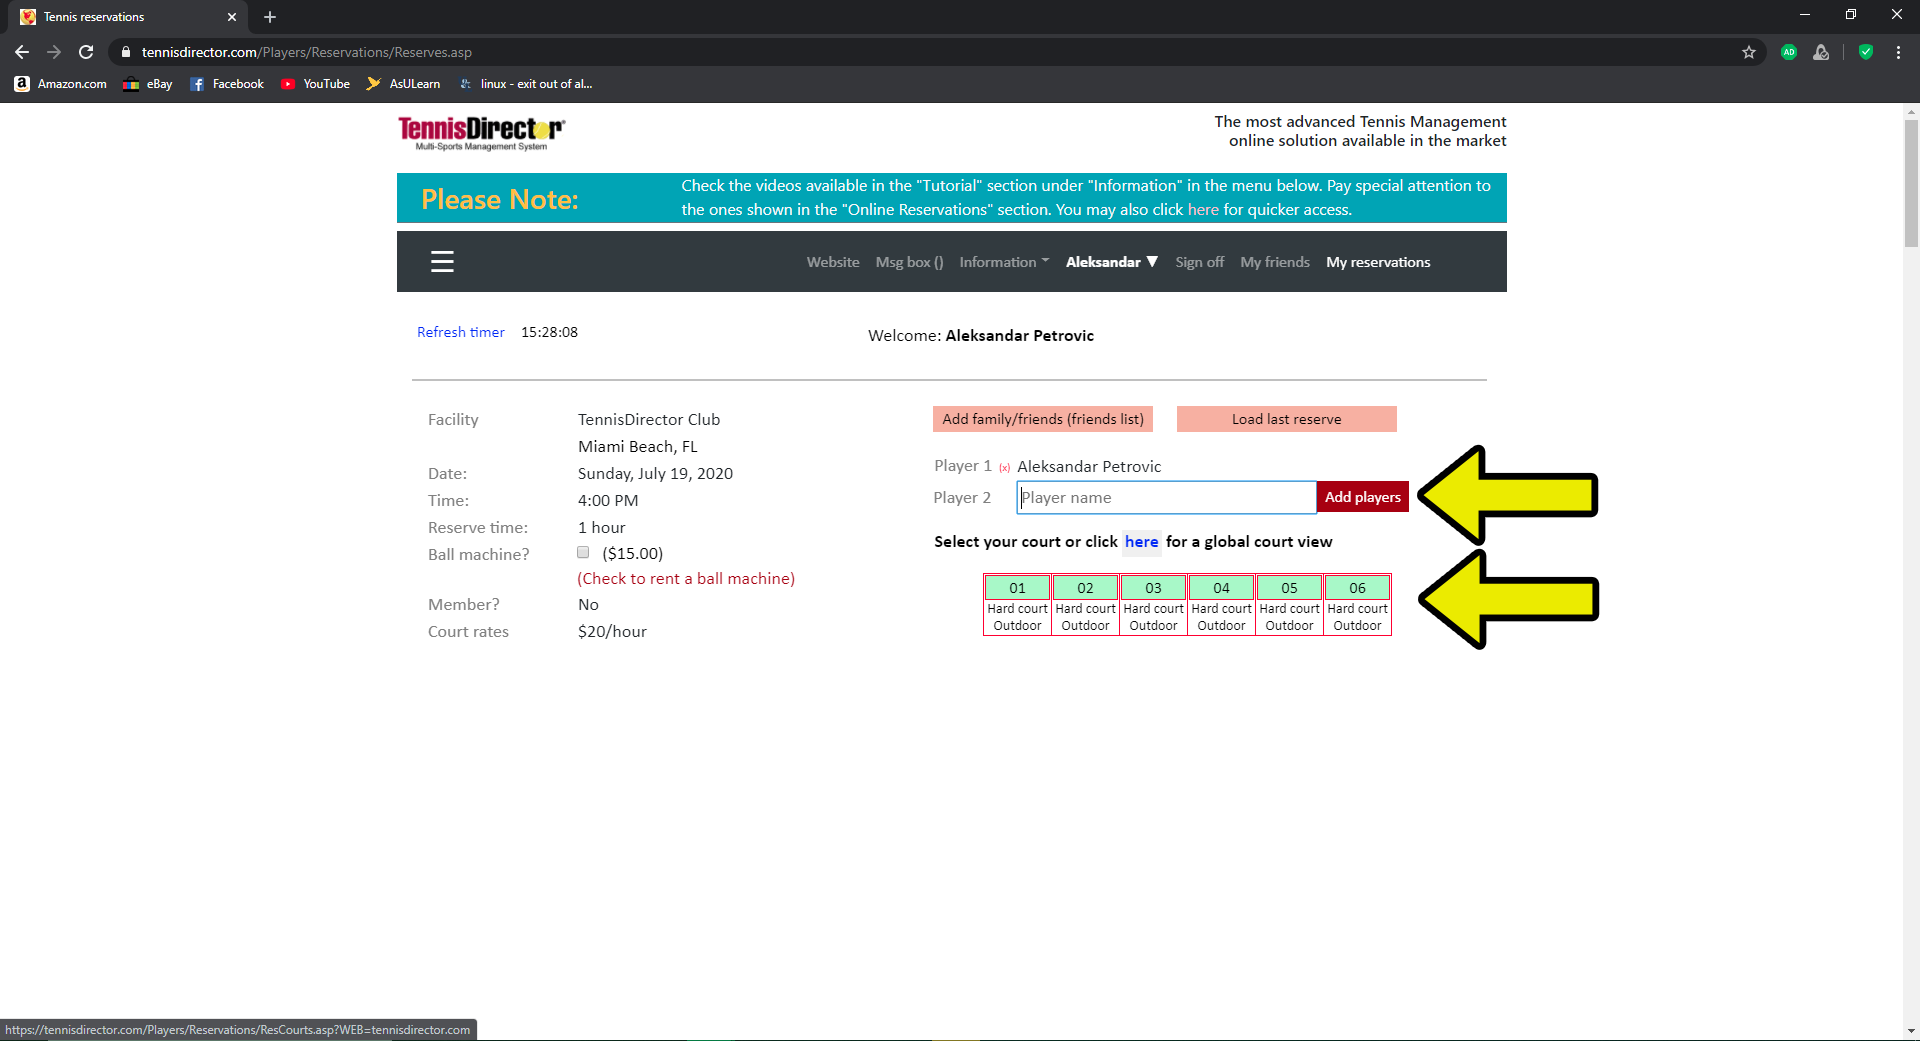 Tennis reservations
tennisdirector.com/Players/Reservations/Reserves.asp
AD
Amazon.com eBay Facebook YouTube AsULearn linux - exit out of al...
TennisDirector®
Multi-Sports Management System
The most advanced Tennis Management
online solution available in the market
Please Note:
Check the videos available in the "Tutorial" section under "Information" in the menu below. Pay special attention to
the ones shown in the "Online Reservations" section. You may also click here for quicker access.
Website Msg box () Information Aleksandar ▼ Sign off My friends My reservations
Refresh timer 15:28:08
Welcome: Aleksandar Petrovic
Facility TennisDirector Club
Miami Beach, FL
Date: Sunday, July 19, 2020
Time: 4:00 PM
Reserve time: 1 hour
Ball machine? ($15.00)
(Check to rent a ball machine)
Member? No
Court rates $20/hour
Add family/friends (friends list) Load last reserve
Player 1 (x) Aleksandar Petrovic
Player 2 Player name Add players
Select your court or click here for a global court view
01 02 03 04 05 06
Hard court Hard court Hard court Hard court Hard court Hard court
Outdoor Outdoor Outdoor Outdoor Outdoor Outdoor
https://tennisdirector.com/Players/Reservations/ResCourts.asp?WEB=tennisdirector.com